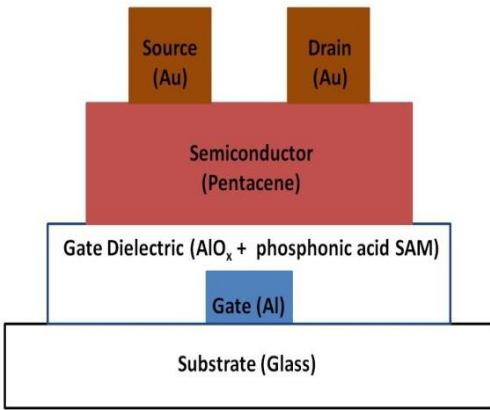 Source
(Au)
Drain
(Au)
Semiconductor
(Pentacene)
Gate Dielectric (AlOₓ + phosphonic acid SAM)
Gate (Al)
Substrate (Glass)